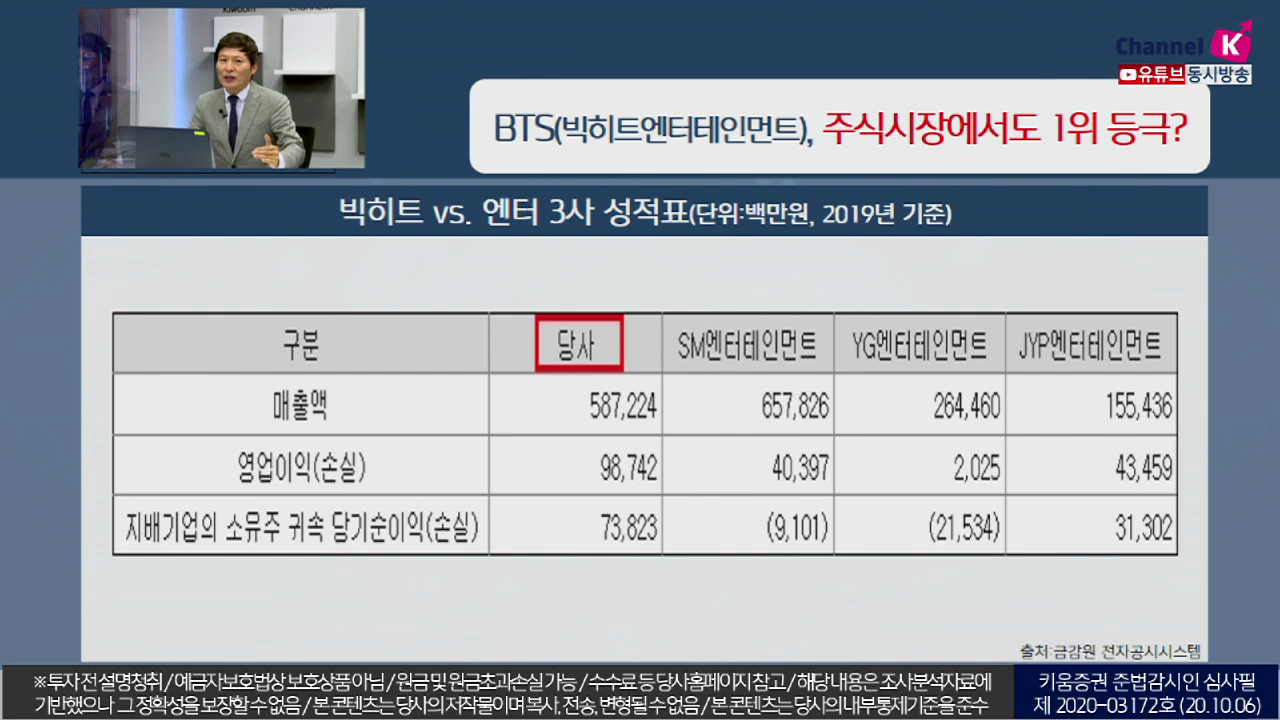 Kiwoom
Channel K
유튜브 동시방송
BTS(빅히트엔터테인먼트), 주식시장에서도 1위 등극?
빅히트 vs. 엔터 3사 성적표(단위:백만원, 2019년 기준)
구분 당사 SM엔터테인먼트 YG엔터테인먼트 JYP엔터테인먼트
매출액 587,224 657,826 264,460 155,436
영업이익(손실) 98,742 40,397 2,025 43,459
지배기업의 소유주 귀속 당기순이익(손실) 73,823 (9,101) (21,534) 31,302
출처:금감원 전자공시시스템
※ 투자 전 설명청취 / 예금자보호법상 보호상품 아님 / 원금 및 원금초과손실 가능 / 수수료 등 당사홈페이지 참고 / 해당 내용은 조사분석자료에
기반했으나 그 정확성을 보장할 수 없음 / 본 콘텐츠는 당사의 저작물이며 복사, 전송, 변형될 수 없음 / 본 콘텐츠는 당사의 내부통제기준을 준수
키움증권 준법감시인 심사필
제 2020-03172호 (20.10.06)